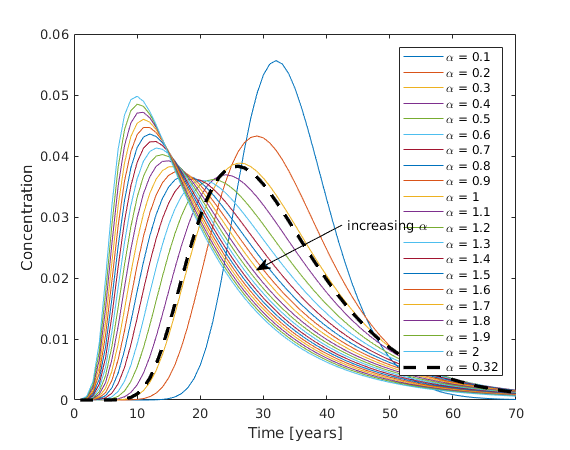 0.06
0.05
0.04
0.03
0.02
0.01
0
Concentration
α = 0.1
α = 0.2
α = 0.3
α = 0.4
α = 0.5
α = 0.6
α = 0.7
α = 0.8
α = 0.9
α = 1
α = 1.1
α = 1.2
α = 1.3
α = 1.4
α = 1.5
α = 1.6
α = 1.7
α = 1.8
α = 1.9
α = 2
α = 0.32
increasing α
0 10 20 30 40 50 60 70
Time [years]